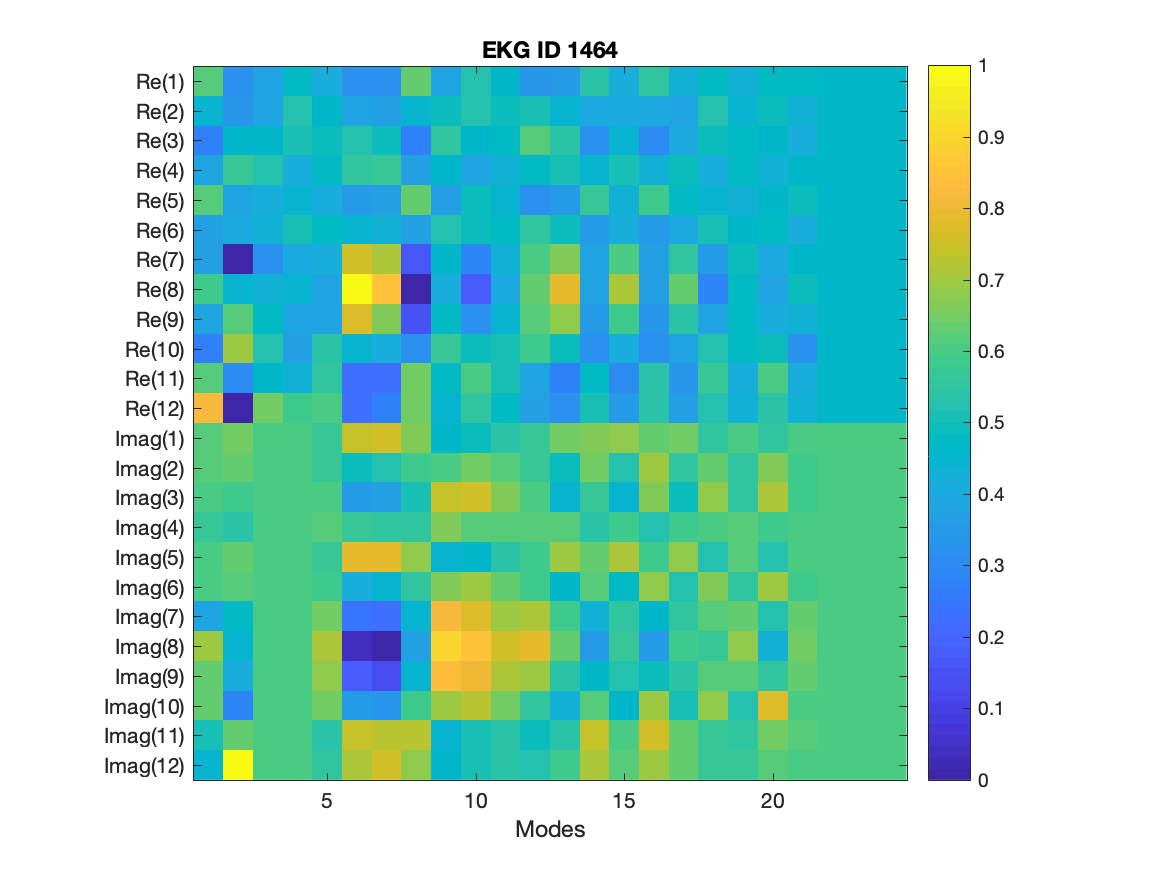 EKG ID 1464
Re(1)
Re(2)
Re(3)
Re(4)
Re(5)
Re(6)
Re(7)
Re(8)
Re(9)
Re(10)
Re(11)
Re(12)
Imag(1)
Imag(2)
Imag(3)
Imag(4)
Imag(5)
Imag(6)
Imag(7)
Imag(8)
Imag(9)
Imag(10)
Imag(11)
Imag(12)
5 10 15 20
Modes
1
0.9
0.8
0.7
0.6
0.5
0.4
0.3
0.2
0.1
0